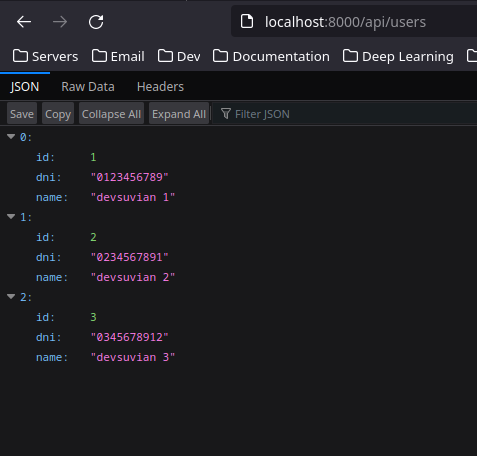 localhost:8000/api/users
Servers Email Dev Documentation Deep Learning
JSON Raw Data Headers
Save Copy Collapse All Expand All Filter JSON
0:
id: 1
dni: "0123456789"
name: "devsuvian 1"
1:
id: 2
dni: "0234567891"
name: "devsuvian 2"
2:
id: 3
dni: "0345678912"
name: "devsuvian 3"